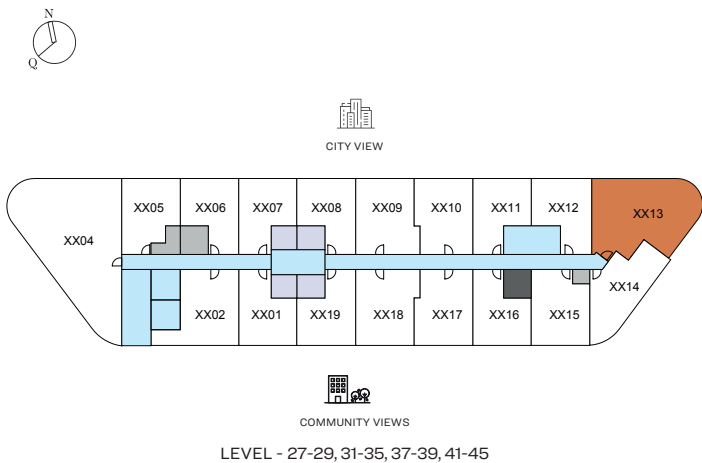 N
Q
CITY VIEW
XX05 XX06 XX07 XX08 XX09 XX10 XX11 XX12 XX13
XX04
XX14
XX02 XX01 XX19 XX18 XX17 XX16 XX15
COMMUNITY VIEWS
LEVEL - 27-29, 31-35, 37-39, 41-45